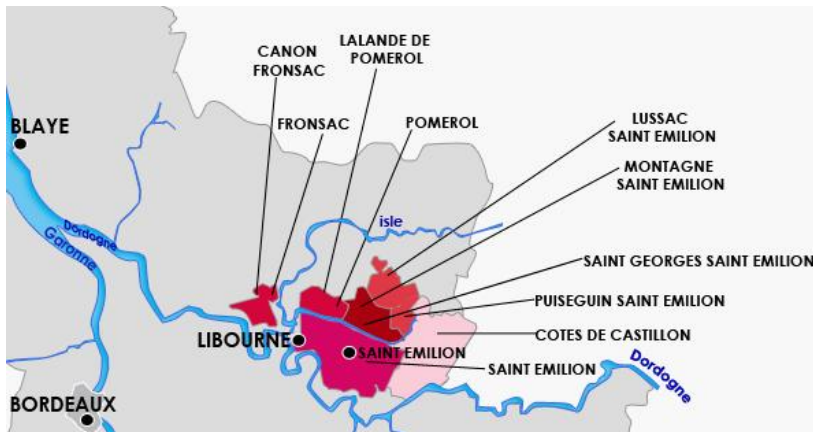 CANON
FRONSAC
LALANDE DE
POMEROL
FRONSAC
POMEROL
LUSSAC
SAINT EMILION
MONTAGNE
SAINT EMILION
BLAYE
isle
Dordogne
Garonne
SAINT GEORGES SAINT EMILION
PUISEGUIN SAINT EMILION
COTES DE CASTILLON
LIBOURNE
SAINT EMILION
SAINT EMILION
Dordogne
BORDEAUX